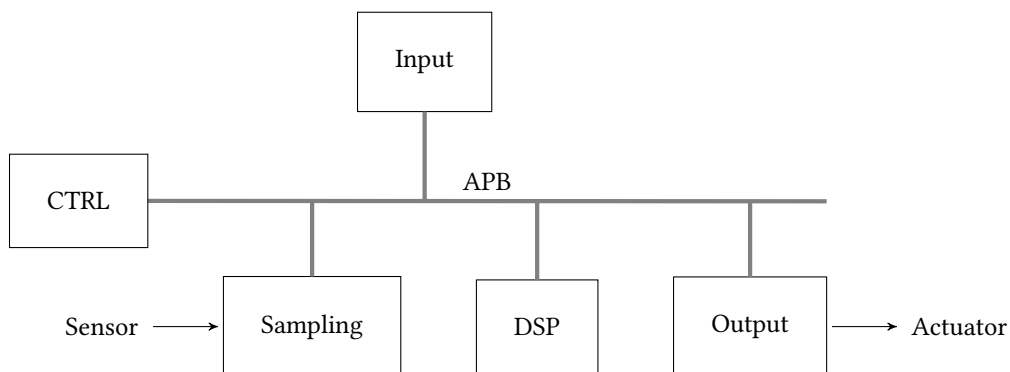 Input
APB
CTRL
Sensor
Sampling
DSP
Output
Actuator